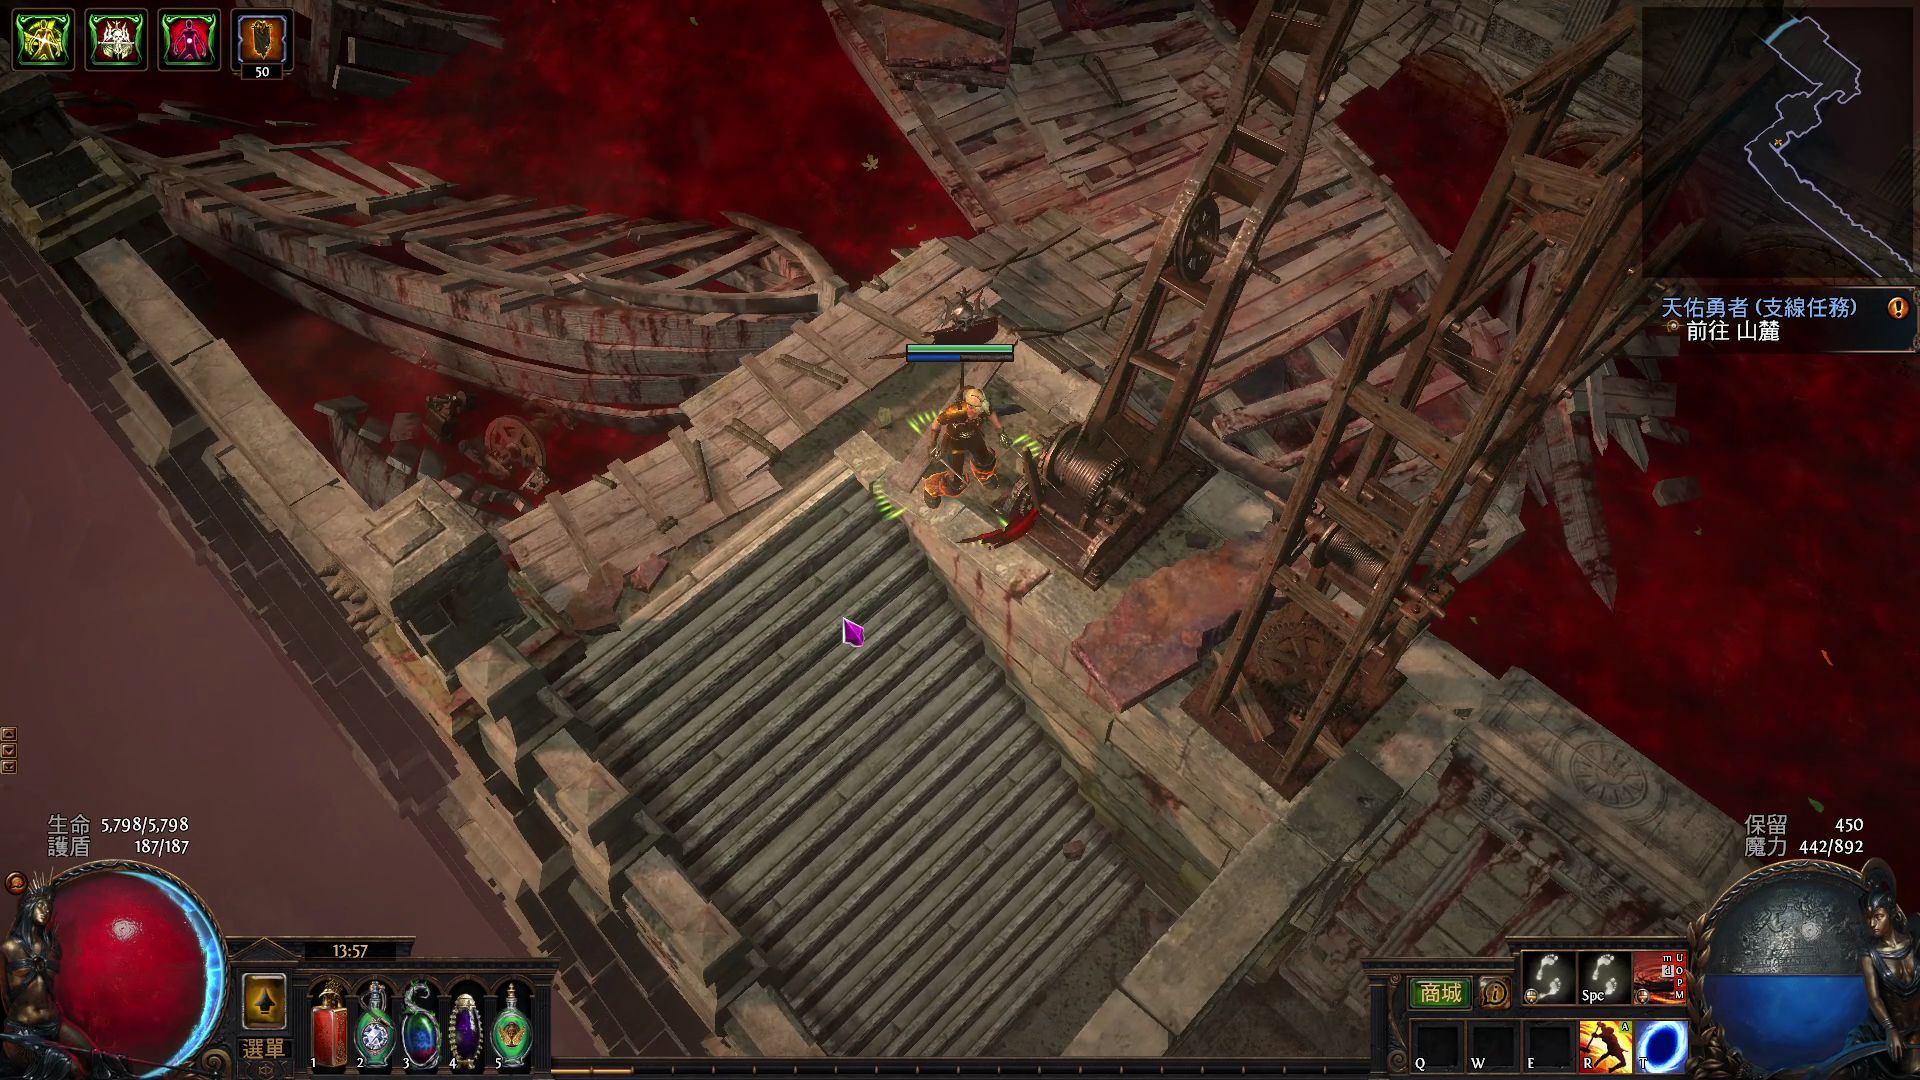 50
天佑勇者 (支線任務)
前往 山麓
生命 5,798/5,798
護盾 187/187
保留 450
魔力 442/892
13:57
選單
1
2
3
4
5
商城
Spc
m
d
U
O
P
M
Q
W
E
R
A
T